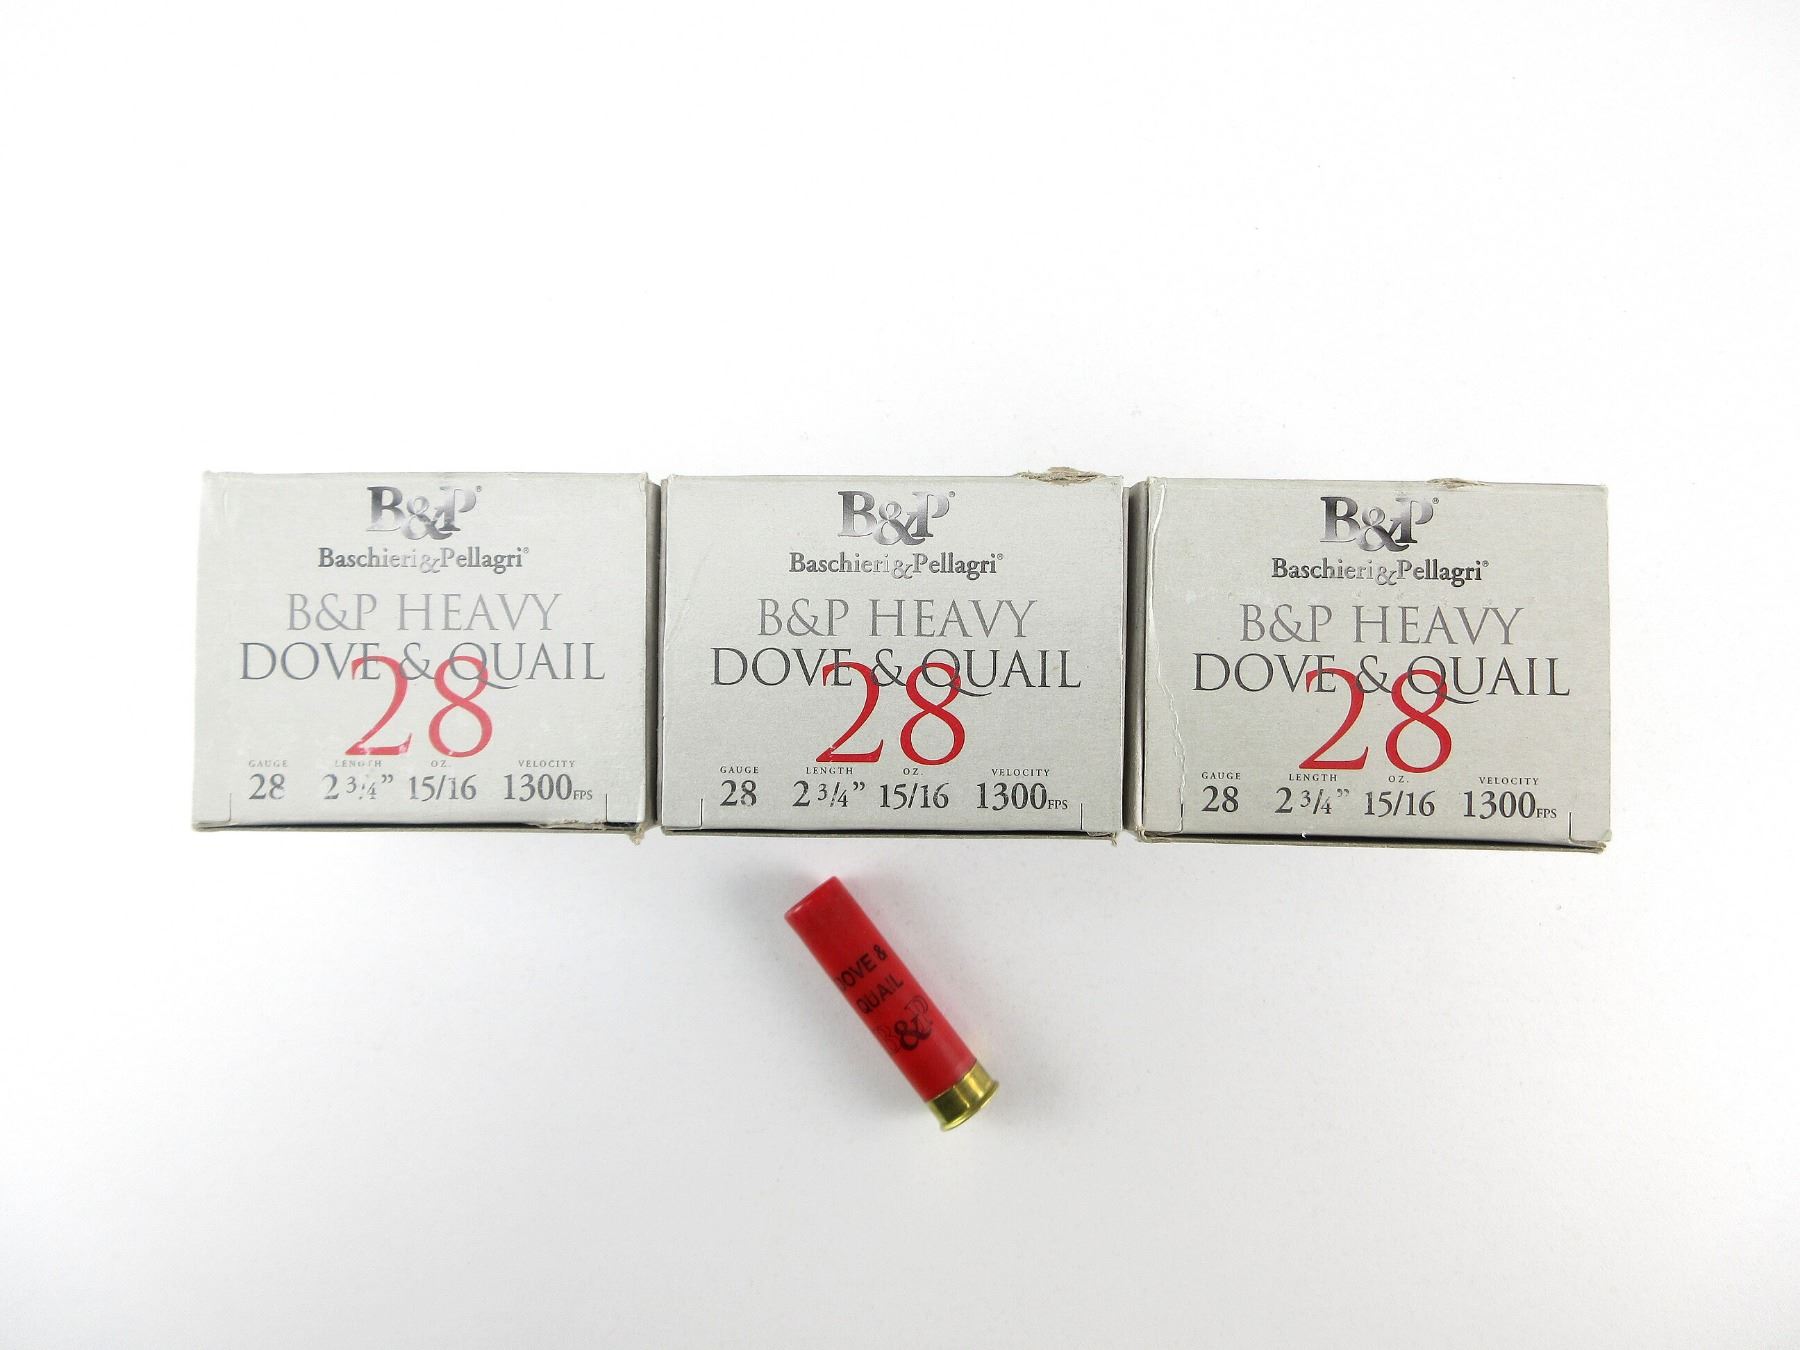 B&P®
Baschieri&Pellagri®
B&P HEAVY
DOVE & QUAIL
28
GAUGE LENGTH OZ. VELOCITY
28 2 3/4” 15/16 1300FPS
B&P®
Baschieri&Pellagri®
B&P HEAVY
DOVE & QUAIL
28
GAUGE LENGTH OZ. VELOCITY
28 2 3/4” 15/16 1300FPS
B&P®
Baschieri&Pellagri®
B&P HEAVY
DOVE & QUAIL
28
GAUGE LENGTH OZ. VELOCITY
28 2 3/4” 15/16 1300FPS
DOVE &
QUAIL
B&P